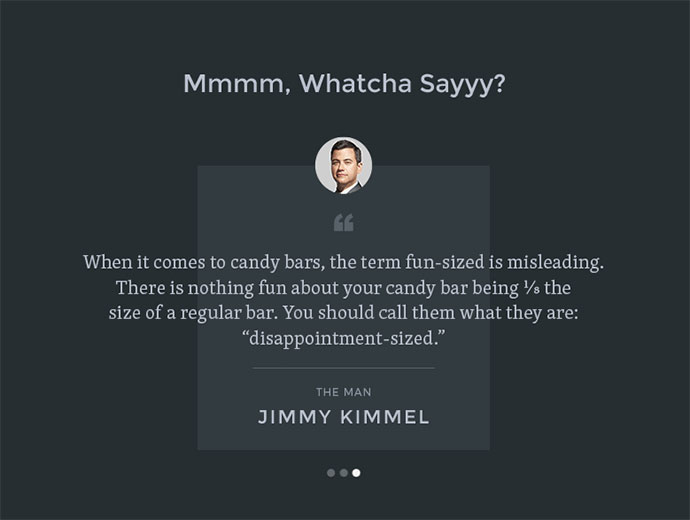 Mmmm, Whatcha Sayyy?
“
When it comes to candy bars, the term fun-sized is misleading.
There is nothing fun about your candy bar being ⅛ the
size of a regular bar. You should call them what they are:
“disappointment-sized.”
THE MAN
JIMMY KIMMEL